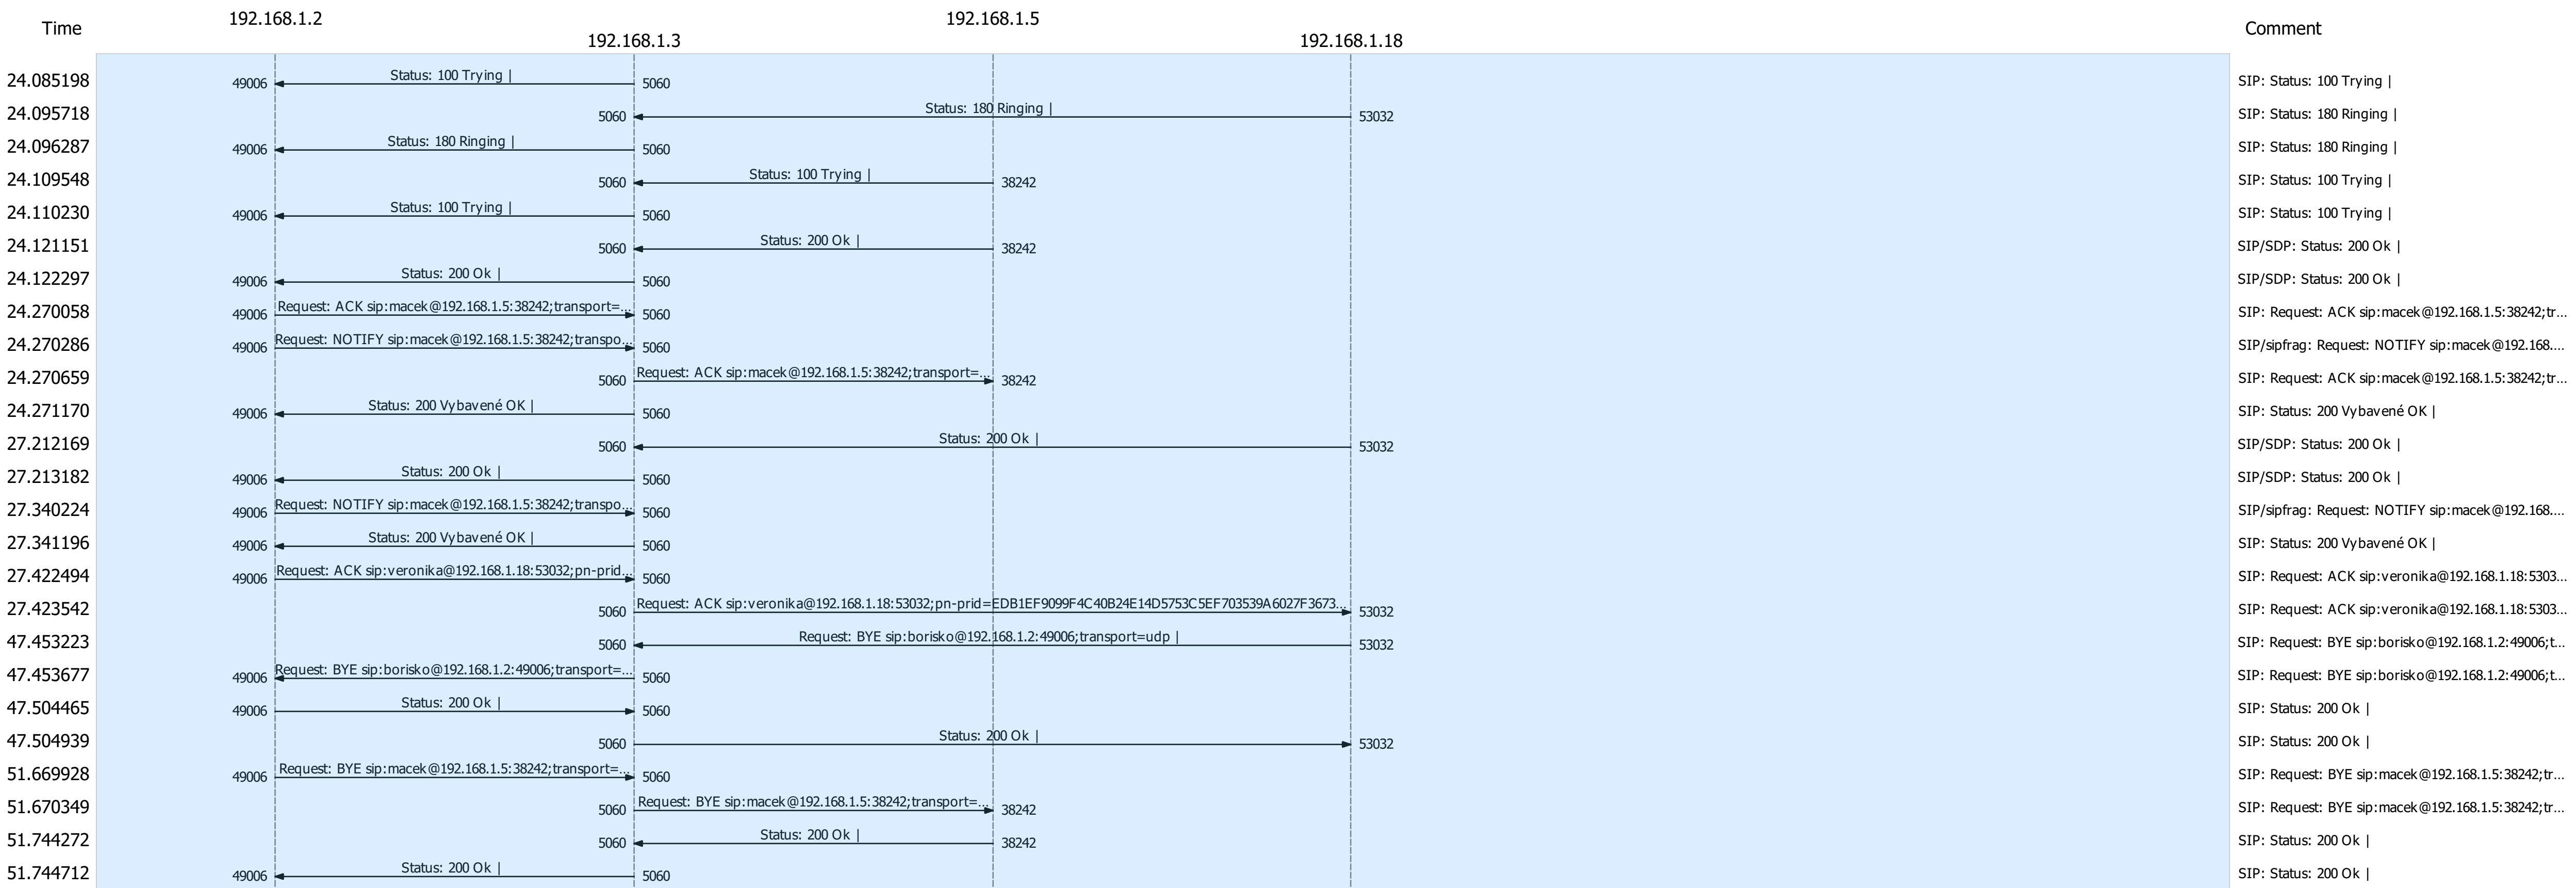 Time 192.168.1.2 192.168.1.3 192.168.1.5 192.168.1.18 Comment
24.085198 49006 Status: 100 Trying | 5060 SIP: Status: 100 Trying |
24.095718 5060 Status: 180 Ringing | 53032 SIP: Status: 180 Ringing |
24.096287 49006 Status: 180 Ringing | 5060 SIP: Status: 180 Ringing |
24.109548 5060 Status: 100 Trying | 38242 SIP: Status: 100 Trying |
24.110230 49006 Status: 100 Trying | 5060 SIP: Status: 100 Trying |
24.121151 5060 Status: 200 Ok | 38242 SIP/SDP: Status: 200 Ok |
24.122297 49006 Status: 200 Ok | 5060 SIP/SDP: Status: 200 Ok |
24.270058 49006 Request: ACK sip:macek@192.168.1.5:38242;transport=... 5060 SIP: Request: ACK sip:macek@192.168.1.5:38242;tr...
24.270286 49006 Request: NOTIFY sip:macek@192.168.1.5:38242;transpo... 5060 SIP/sipfrag: Request: NOTIFY sip:macek@192.168....
24.270659 5060 Request: ACK sip:macek@192.168.1.5:38242;transport=... 38242 SIP: Request: ACK sip:macek@192.168.1.5:38242;tr...
24.271170 49006 Status: 200 Vybavené OK | 5060 SIP: Status: 200 Vybavené OK |
27.212169 5060 Status: 200 Ok | 53032 SIP/SDP: Status: 200 Ok |
27.213182 49006 Status: 200 Ok | 5060 SIP/SDP: Status: 200 Ok |
27.340224 49006 Request: NOTIFY sip:macek@192.168.1.5:38242;transpo... 5060 SIP/sipfrag: Request: NOTIFY sip:macek@192.168....
27.341196 49006 Status: 200 Vybavené OK | 5060 SIP: Status: 200 Vybavené OK |
27.422494 49006 Request: ACK sip:veronika@192.168.1.18:53032;pn-prid... 5060 SIP: Request: ACK sip:veronika@192.168.1.18:5303...
27.423542 5060 Request: ACK sip:veronika@192.168.1.18:53032;pn-prid=EDB1EF9099F4C40B24E14D5753C5EF703539A6027F3673... 53032 SIP: Request: ACK sip:veronika@192.168.1.18:5303...
47.453223 5060 Request: BYE sip:borisko@192.168.1.2:49006;transport=udp | 53032 SIP: Request: BYE sip:borisko@192.168.1.2:49006;t...
47.453677 49006 Request: BYE sip:borisko@192.168.1.2:49006;transport=... 5060 SIP: Request: BYE sip:borisko@192.168.1.2:49006;t...
47.504465 49006 Status: 200 Ok | 5060 SIP: Status: 200 Ok |
47.504939 5060 Status: 200 Ok | 53032 SIP: Status: 200 Ok |
51.669928 49006 Request: BYE sip:macek@192.168.1.5:38242;transport=... 5060 SIP: Request: BYE sip:macek@192.168.1.5:38242;tr...
51.670349 5060 Request: BYE sip:macek@192.168.1.5:38242;transport=... 38242 SIP: Request: BYE sip:macek@192.168.1.5:38242;tr...
51.744272 5060 Status: 200 Ok | 38242 SIP: Status: 200 Ok |
51.744712 49006 Status: 200 Ok | 5060 SIP: Status: 200 Ok |